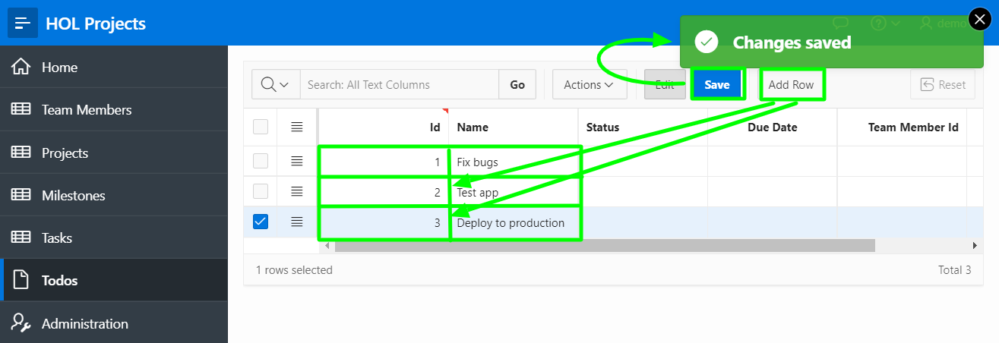 HOL Projects
demo
Changes saved
Home
Team Members
Projects
Milestones
Tasks
Todos
Administration
Search: All Text Columns
Go
Actions
Edit
Save
Add Row
Reset
Id Name Status Due Date Team Member Id
1 Fix bugs
2 Test app
3 Deploy to production
1 rows selected
Total 3